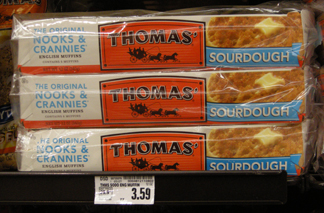 THE ORIGINAL
NOOKS &
CRANNIES
ENGLISH MUFFINS
THOMAS'
SOURDOUGH
THE ORIGINAL
NOOKS &
CRANNIES
ENGLISH MUFFINS
THOMAS'
SOURDOUGH
THE ORIGINAL
NOOKS &
CRANNIES
ENGLISH MUFFINS
THOMAS'
SOURDOUGH
3.59